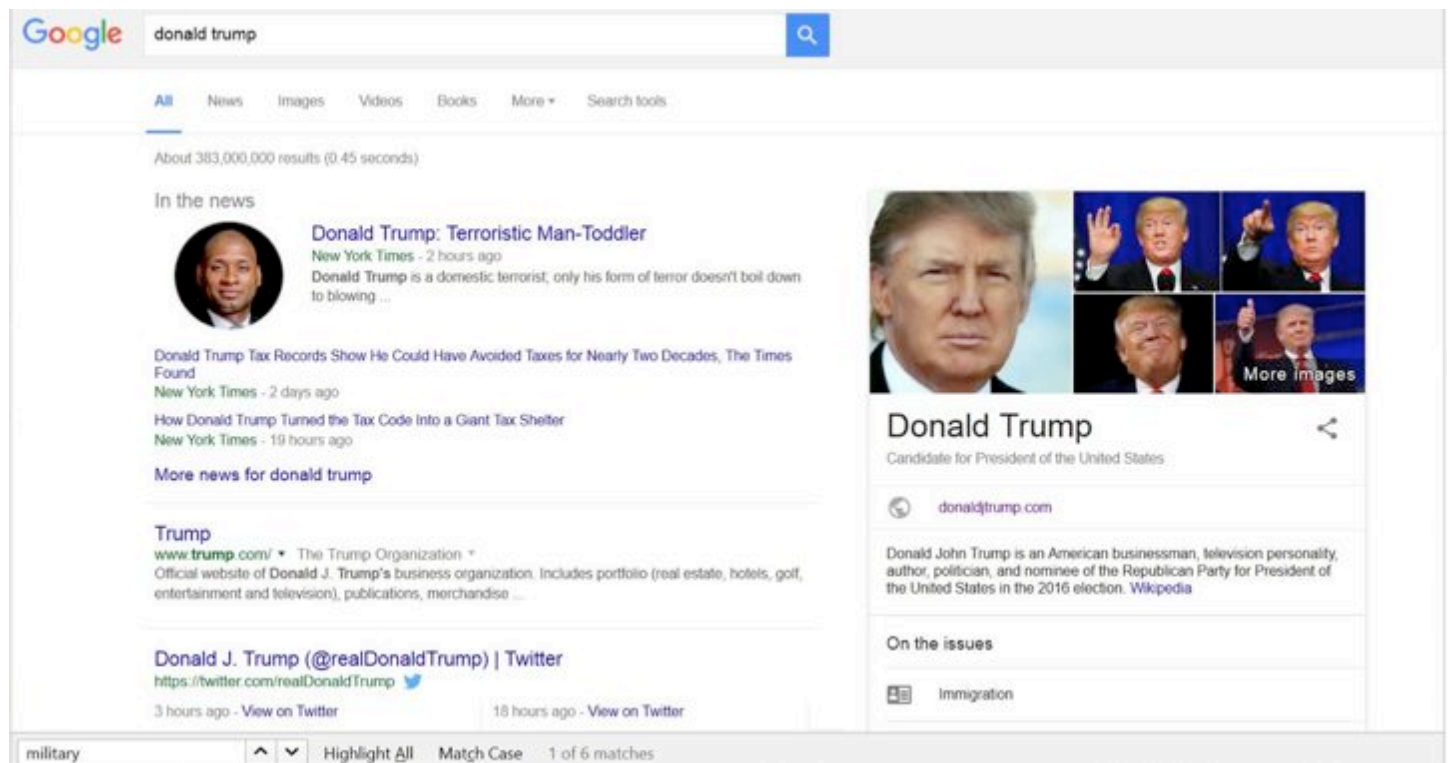 Google
donald trump
All News Images Videos Books More Search tools
About 383,000,000 results (0.45 seconds)
In the news
Donald Trump: Terroristic Man-Toddler
New York Times - 2 hours ago
Donald Trump is a domestic terrorist; only his form of terror doesn't boil down
to blowing ...
Donald Trump Tax Records Show He Could Have Avoided Taxes for Nearly Two Decades, The Times
Found
New York Times - 2 days ago
How Donald Trump Turned the Tax Code Into a Giant Tax Shelter
New York Times - 19 hours ago
More news for donald trump
Trump
www.trump.com/ The Trump Organization
Official website of Donald J. Trump's business organization. Includes portfolio (real estate, hotels, golf,
entertainment and television), publications, merchandise ...
Donald J. Trump (@realDonaldTrump) | Twitter
https://twitter.com/realDonaldTrump
3 hours ago - View on Twitter
18 hours ago - View on Twitter
More images
Donald Trump
Candidate for President of the United States
donaldjtrump.com
Donald John Trump is an American businessman, television personality,
author, politician, and nominee of the Republican Party for President of
the United States in the 2016 election. Wikipedia
On the issues
Immigration
military Highlight All Match Case 1 of 6 matches